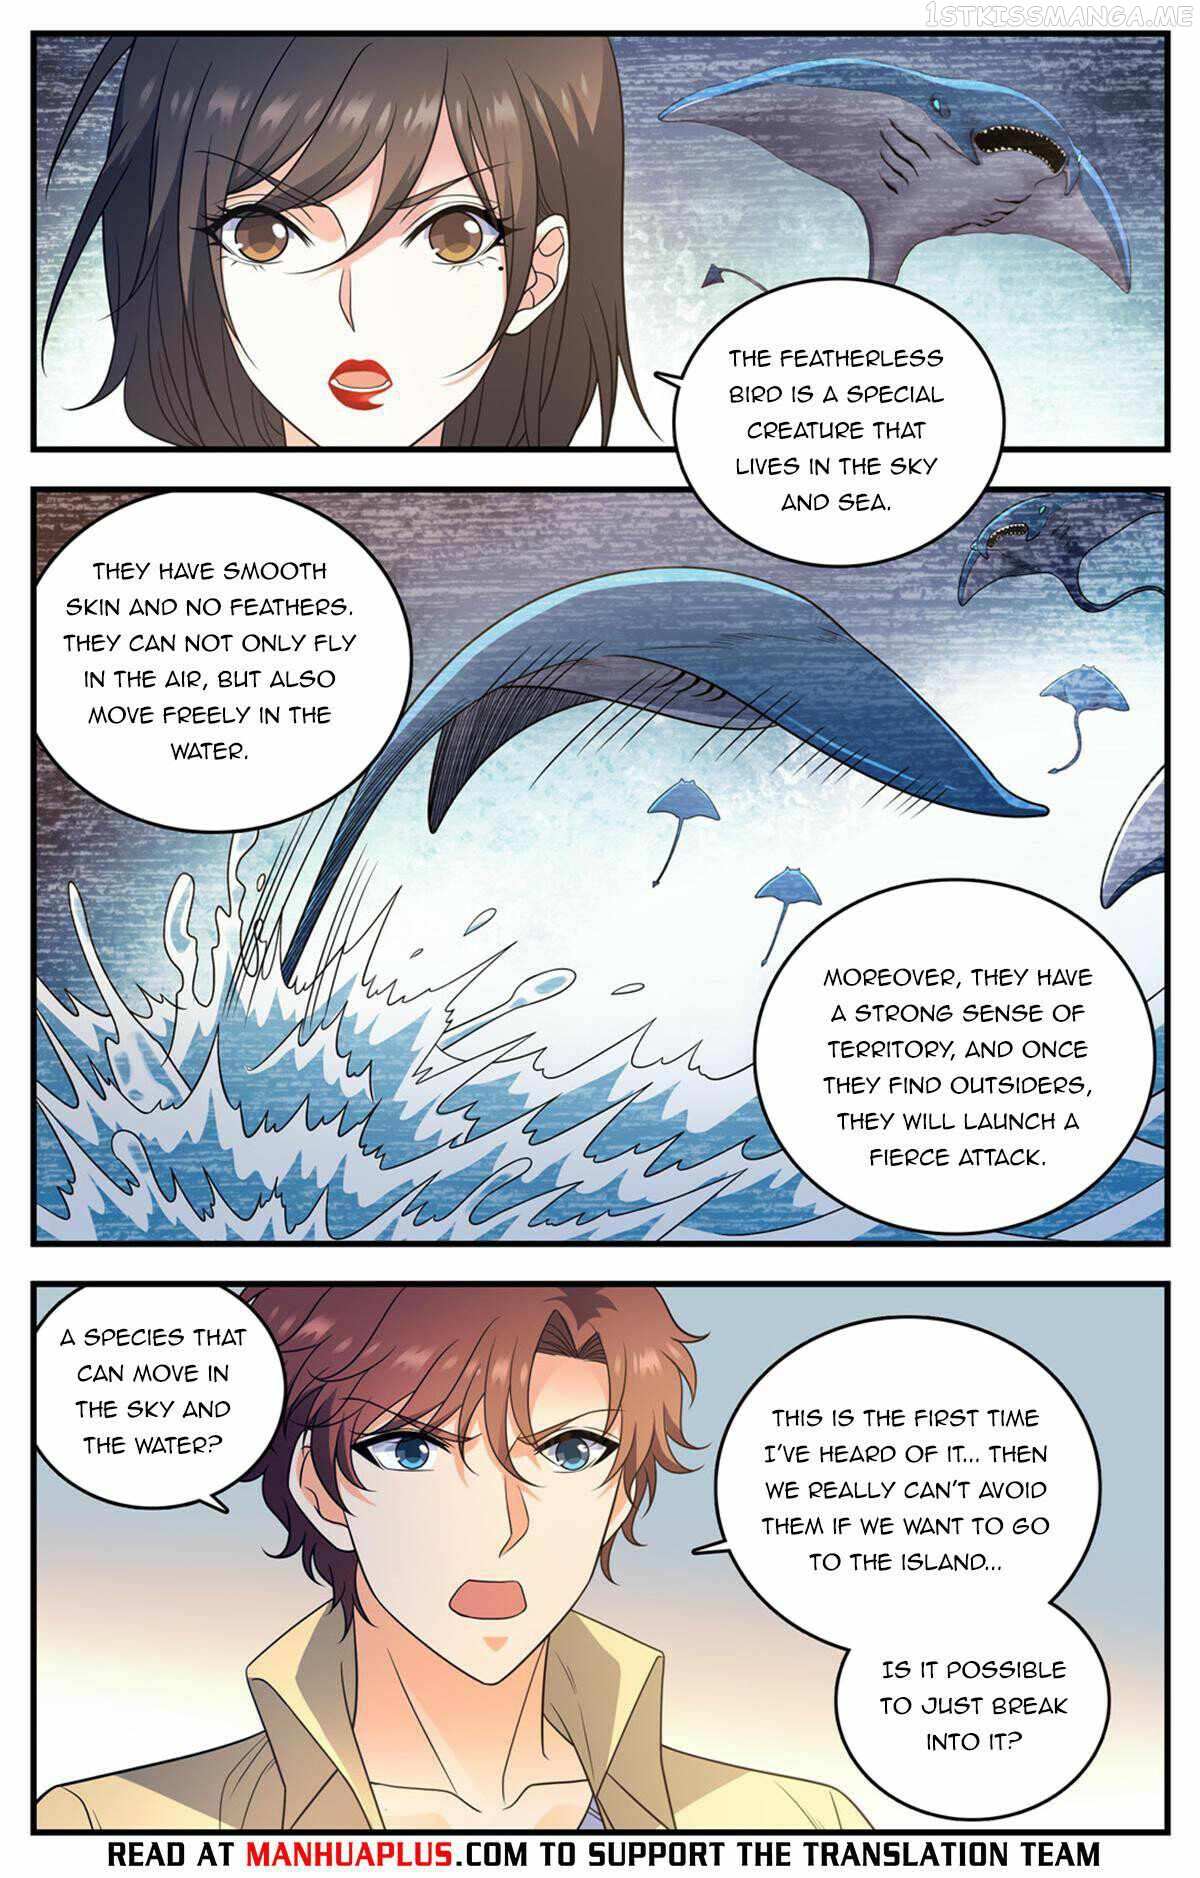 1STKISSMANGA.ME
THE FEATHERLESS
BIRD IS A SPECIAL
CREATURE THAT
LIVES IN THE SKY
AND SEA.
THEY HAVE SMOOTH
SKIN AND NO FEATHERS.
THEY CAN NOT ONLY FLY
IN THE AIR, BUT ALSO
MOVE FREELY IN THE
WATER.
MOREOVER, THEY HAVE
A STRONG SENSE OF
TERRITORY, AND ONCE
THEY FIND OUTSIDERS,
THEY WILL LAUNCH A
FIERCE ATTACK.
A SPECIES THAT
CAN MOVE IN
THE SKY AND
THE WATER?
THIS IS THE FIRST TIME
I'VE HEARD OF IT... THEN
WE REALLY CAN'T AVOID
THEM IF WE WANT TO GO
TO THE ISLAND...
IS IT POSSIBLE
TO JUST BREAK
INTO IT?
READ AT MANHUAPLUS.COM TO SUPPORT THE TRANSLATION TEAM